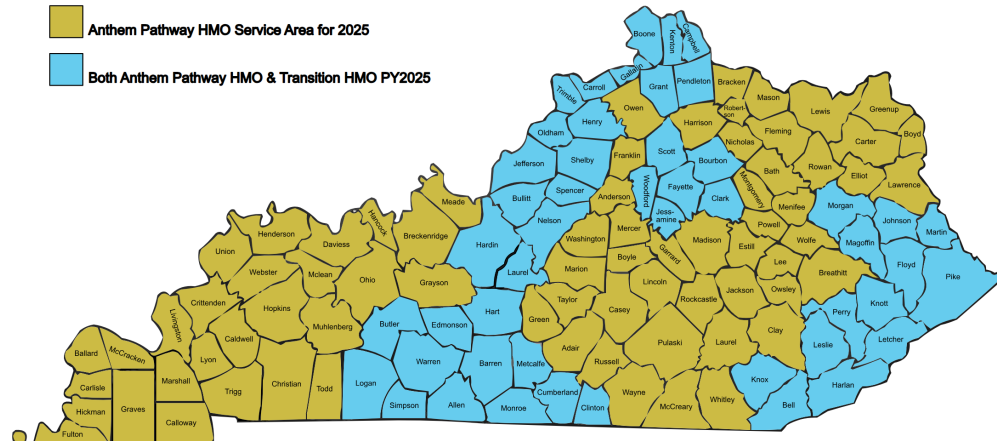 Anthem Pathway HMO Service Area for 2025
Both Anthem Pathway HMO & Transition HMO PY2025
Boone
Kenton
Campbell
Gallatin
Carroll
Trimble
Grant
Pendleton
Bracken
Mason
Robert-
son
Lewis
Greenup
Owen
Henry
Harrison
Fleming
Nicholas
Carter
Boyd
Oldham
Franklin
Scott
Bourbon
Bath
Rowan
Elliot
Jefferson
Shelby
Lawrence
Woodford
Fayette
Clark
Montgomery
Menifee
Morgan
Johnson
Martin
Bullitt
Spencer
Anderson
Jess-
amine
Meade
Nelson
Hancock
Breckenridge
Hardin
Washington
Mercer
Garrard
Madison
Estill
Powell
Wolfe
Magoffin
Floyd
Pike
Henderson
Union
Daviess
Webster
Mclean
Ohio
Grayson
Laurel
Marion
Boyle
Lincoln
Lee
Breathitt
Owsley
Jackson
Rockcastle
Knott
Crittenden
Livingston
Hopkins
Muhlenberg
Butler
Edmonson
Hart
Green
Taylor
Casey
Pulaski
Laurel
Clay
Perry
Leslie
Letcher
Caldwell
Lyon
Ballard
McCracken
Warren
Barren
Metcalfe
Adair
Russell
Harlan
Knox
Bell
Carlisle
Marshall
Trigg
Christian
Todd
Logan
Simpson
Allen
Monroe
Cumberland
Clinton
Wayne
McCreary
Whitley
Hickman
Graves
Calloway
Fulton